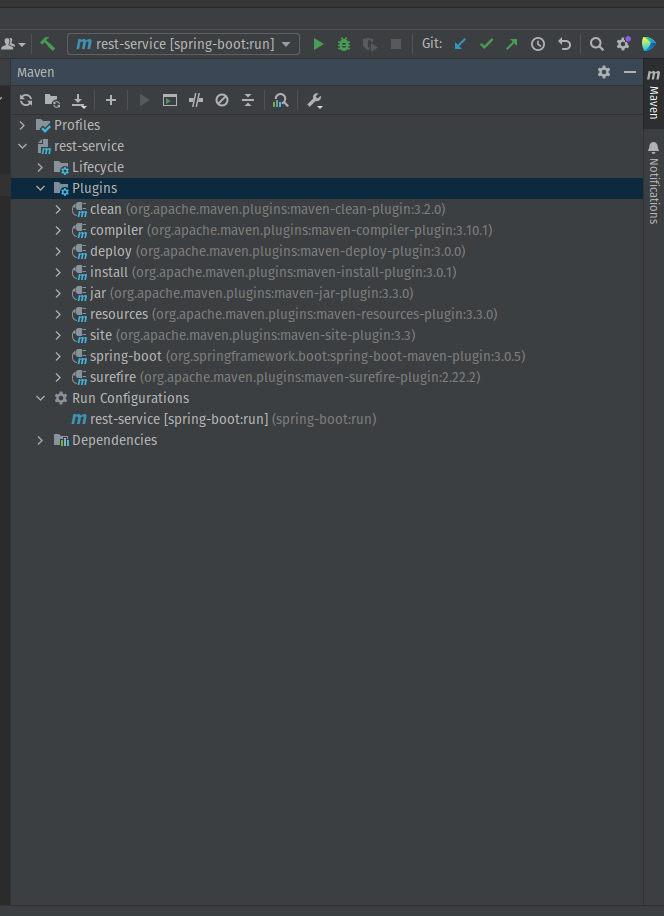 rest-service [spring-boot:run]
Git:
Maven
Profiles
rest-service
Lifecycle
Plugins
clean (org.apache.maven.plugins:maven-clean-plugin:3.2.0)
compiler (org.apache.maven.plugins:maven-compiler-plugin:3.10.1)
deploy (org.apache.maven.plugins:maven-deploy-plugin:3.0.0)
install (org.apache.maven.plugins:maven-install-plugin:3.0.1)
jar (org.apache.maven.plugins:maven-jar-plugin:3.3.0)
resources (org.apache.maven.plugins:maven-resources-plugin:3.3.0)
site (org.apache.maven.plugins:maven-site-plugin:3.3)
spring-boot (org.springframework.boot:spring-boot-maven-plugin:3.0.5)
surefire (org.apache.maven.plugins:maven-surefire-plugin:2.22.2)
Run Configurations
rest-service [spring-boot:run] (spring-boot:run)
Dependencies
Maven
Notifications